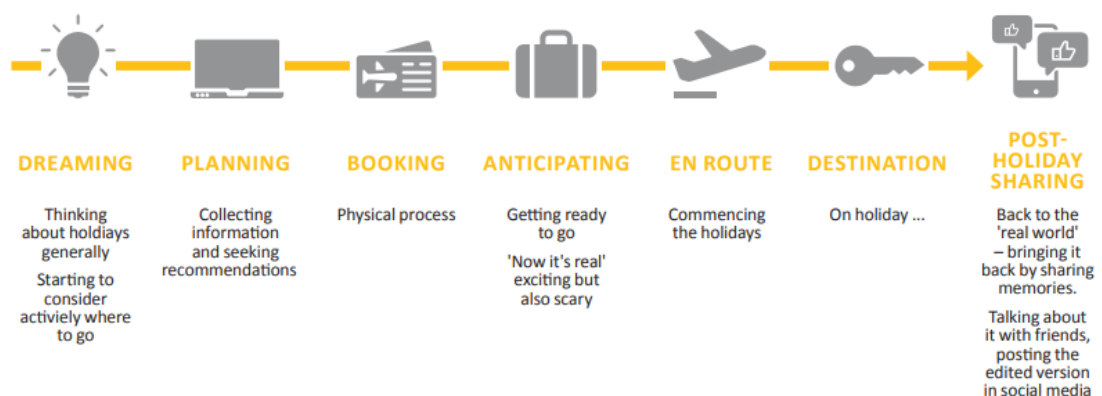 DREAMING
Thinking
about holdiays
generally
Starting to
consider
activiely where
to go
PLANNING
Collecting
information
and seeking
recommendations
BOOKING
Physical process
ANTICIPATING
Getting ready
to go
'Now it's real'
exciting but
also scary
EN ROUTE
Commencing
the holidays
DESTINATION
On holiday ...
POST-
HOLIDAY
SHARING
Back to the
'real world'
– bringing it
back by sharing
memories.
Talking about
it with friends,
posting the
edited version
in social media